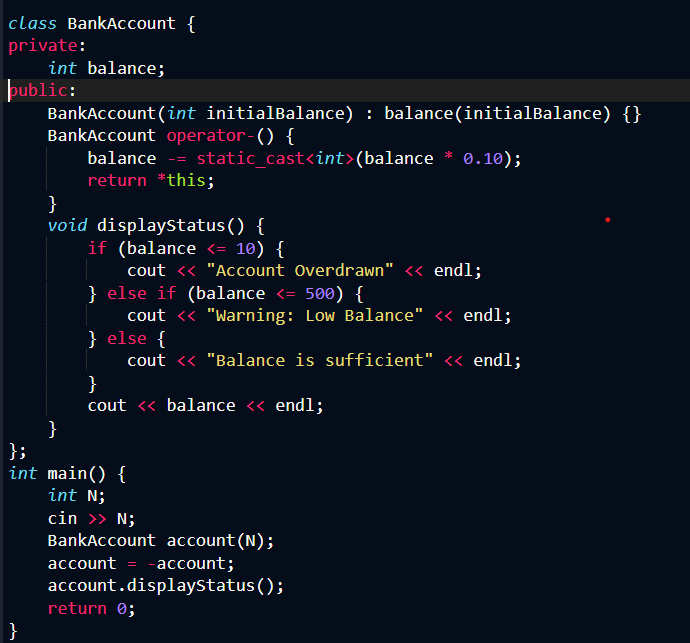 class BankAccount {
private:
    int balance;
public:
    BankAccount(int initialBalance) : balance(initialBalance) {}
    BankAccount operator-() {
        balance -= static_cast<int>(balance * 0.10);
        return *this;
    }
    void displayStatus() {
        if (balance <= 10) {
            cout << "Account Overdrawn" << endl;
        } else if (balance <= 500) {
            cout << "Warning: Low Balance" << endl;
        } else {
            cout << "Balance is sufficient" << endl;
        }
        cout << balance << endl;
    }
};
int main() {
    int N;
    cin >> N;
    BankAccount account(N);
    account = -account;
    account.displayStatus();
    return 0;
}